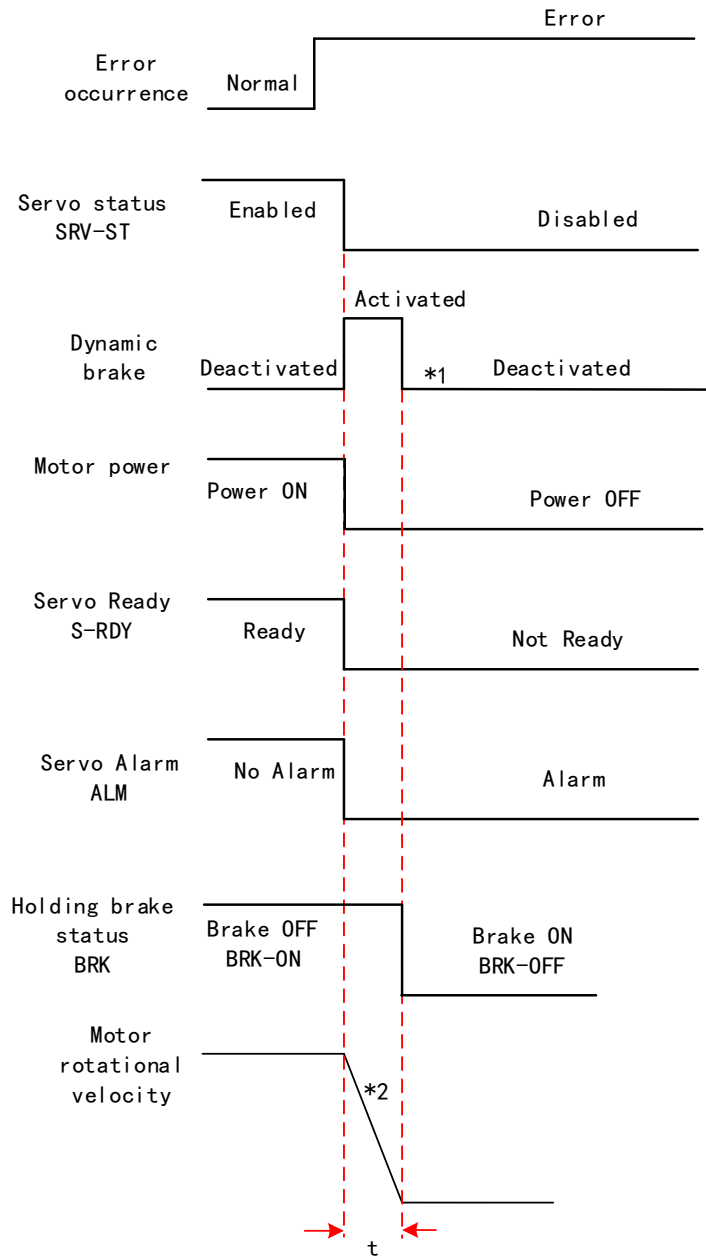 Error
Error
occurrence
Normal
Servo status
SRV-ST
Enabled
Disabled
Activated
Dynamic
brake
Deactivated
*1
Deactivated
Motor power
Power ON
Power OFF
Servo Ready
S-RDY
Ready
Not Ready
Servo Alarm
ALM
No Alarm
Alarm
Holding brake
status
BRK
Brake OFF
BRK-ON
Brake ON
BRK-OFF
Motor
rotational
velocity
*2
t